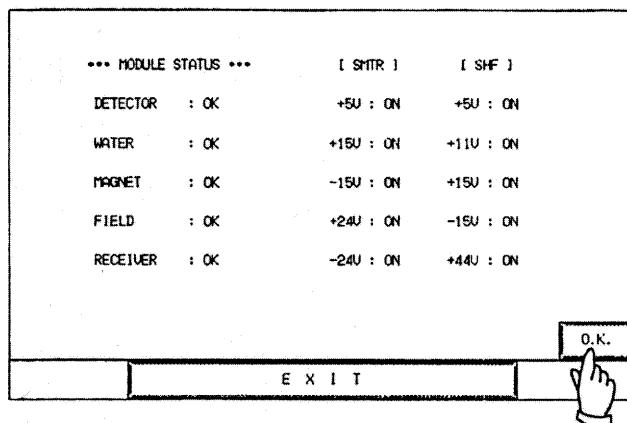 *** MODULE STATUS *** [ SMTR ] [ SHF ]
DETECTOR : OK +5V : ON +5V : ON
WATER : OK +15V : ON +11V : ON
MAGNET : OK -15V : ON +15V : ON
FIELD : OK +24V : ON -15V : ON
RECEIVER : OK -24V : ON +44V : ON
O.K.
E X I T